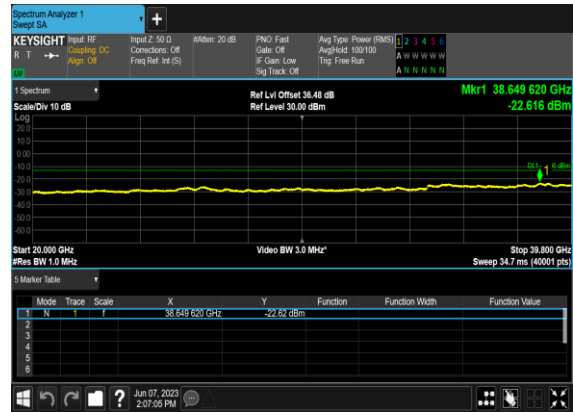 Spectrum Analyzer 1
Swept SA
+
KEYSIGHT Input: RF Input Z: 50 Ω #Atten: 20 dB PNO: Fast Avg Type: Power (RMS) 1 2 3 4 5 6
R T Coupling: DC Corrections: Off Gate: Off Avg|Hold: 100/100 A W W W W W
Align: Off Freq Ref: Int (S) IF Gain: Low Trig: Free Run
LW Sig Track: Off A N N N N N
1 Spectrum Ref Lvl Offset 36.48 dB Mkr1 38.649 620 GHz
Scale/Div 10 dB Ref Level 30.00 dBm -22.616 dBm
Log
20.0
10.0
0.00
-10.0
-20.0
-30.0
-40.0
-50.0
-60.0
1
Start 20.000 GHz Video BW 3.0 MHz* Stop 39.800 GHz
#Res BW 1.0 MHz Sweep 34.7 ms (40001 pts)
5 Marker Table
Mode Trace Scale X Y Function Function Width Function Value
1 N 1 f 38.649 620 GHz -22.62 dBm
2
3
4
5
6
? Jun 07, 2023
2:07:05 PM